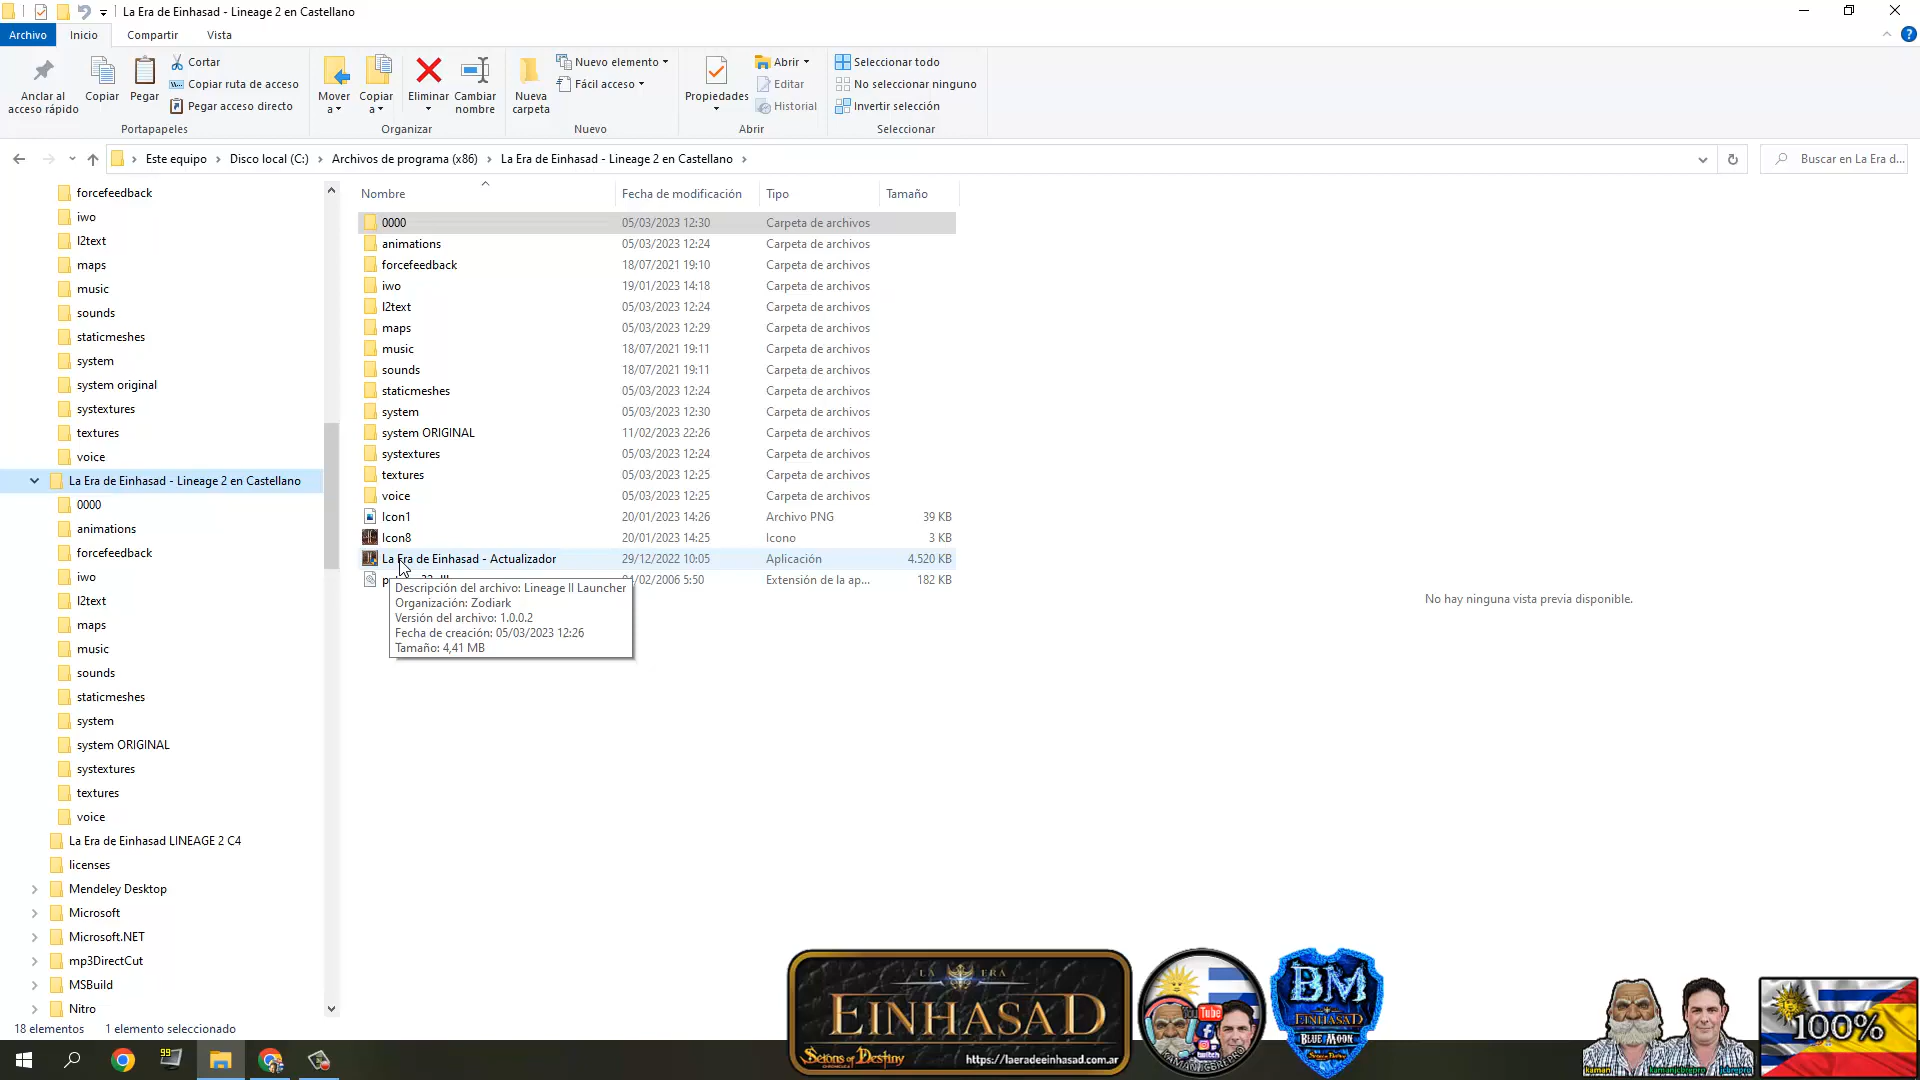 La Era de Einhasad - Lineage 2 en Castellano
Archivo
Inicio
Compartir
Vista
Anclar al
acceso rápido
Copiar
Pegar
Cortar
Copiar ruta de acceso
Pegar acceso directo
Portapapeles
Mover
a
Copiar
a
Eliminar
Cambiar
nombre
Organizar
Nueva
carpeta
Nuevo elemento
Fácil acceso
Nuevo
Propiedades
Abrir
Editar
Historial
Abrir
Seleccionar todo
No seleccionar ninguno
Invertir selección
Seleccionar
Este equipo
Disco local (C:)
Archivos de programa (x86)
La Era de Einhasad - Lineage 2 en Castellano
Buscar en La Era d...
forcefeedback
iwo
l2text
maps
music
sounds
staticmeshes
system
system original
systextures
textures
voice
La Era de Einhasad - Lineage 2 en Castellano
0000
animations
forcefeedback
iwo
l2text
maps
music
sounds
staticmeshes
system
system ORIGINAL
systextures
textures
voice
La Era de Einhasad LINEAGE 2 C4
licenses
Mendeley Desktop
Microsoft
Microsoft.NET
mp3DirectCut
MSBuild
Nitro
Nombre Fecha de modificación Tipo Tamaño
0000 05/03/2023 12:30 Carpeta de archivos
animations 05/03/2023 12:24 Carpeta de archivos
forcefeedback 18/07/2021 19:10 Carpeta de archivos
iwo 19/01/2023 14:18 Carpeta de archivos
l2text 05/03/2023 12:24 Carpeta de archivos
maps 05/03/2023 12:29 Carpeta de archivos
music 18/07/2021 19:11 Carpeta de archivos
sounds 18/07/2021 19:11 Carpeta de archivos
staticmeshes 05/03/2023 12:24 Carpeta de archivos
system 05/03/2023 12:30 Carpeta de archivos
system ORIGINAL 11/02/2023 22:26 Carpeta de archivos
systextures 05/03/2023 12:24 Carpeta de archivos
textures 05/03/2023 12:25 Carpeta de archivos
voice 05/03/2023 12:25 Carpeta de archivos
Icon1 20/01/2023 14:26 Archivo PNG 39 KB
Icon8 20/01/2023 14:25 Icono 3 KB
La Era de Einhasad - Actualizador 29/12/2022 10:05 Aplicación 4.520 KB
/02/2006 5:50 Extensión de la ap... 182 KB
Descripción del archivo: Lineage II Launcher
Organización: Zodiark
Versión del archivo: 1.0.0.2
Fecha de creación: 05/03/2023 12:26
Tamaño: 4,41 MB
No hay ninguna vista previa disponible.
18 elementos 1 elemento seleccionado
99
LA ERA
EINHASAD
Scions of Destiny
https://laeradeeinhasad.com.ar
You Tube
twitch
KAMANJCBREPRO
BM
EINHASAD
BLUE MOON
kaman
kamanjcbrepro
jcbrepro
100%